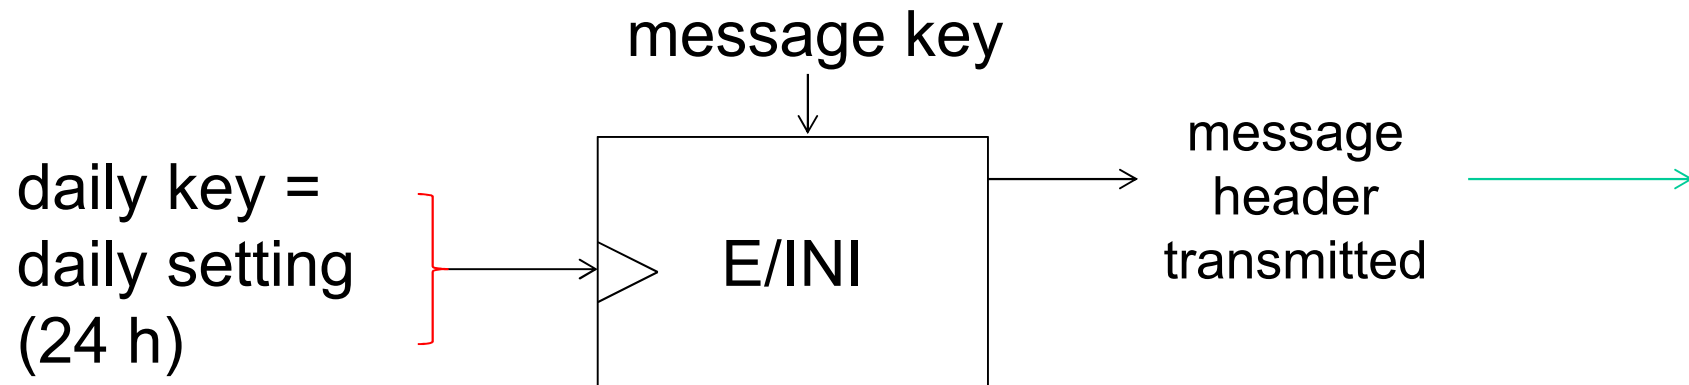 message key
daily key =
daily setting
(24 h)
E/INI
message
header
transmitted